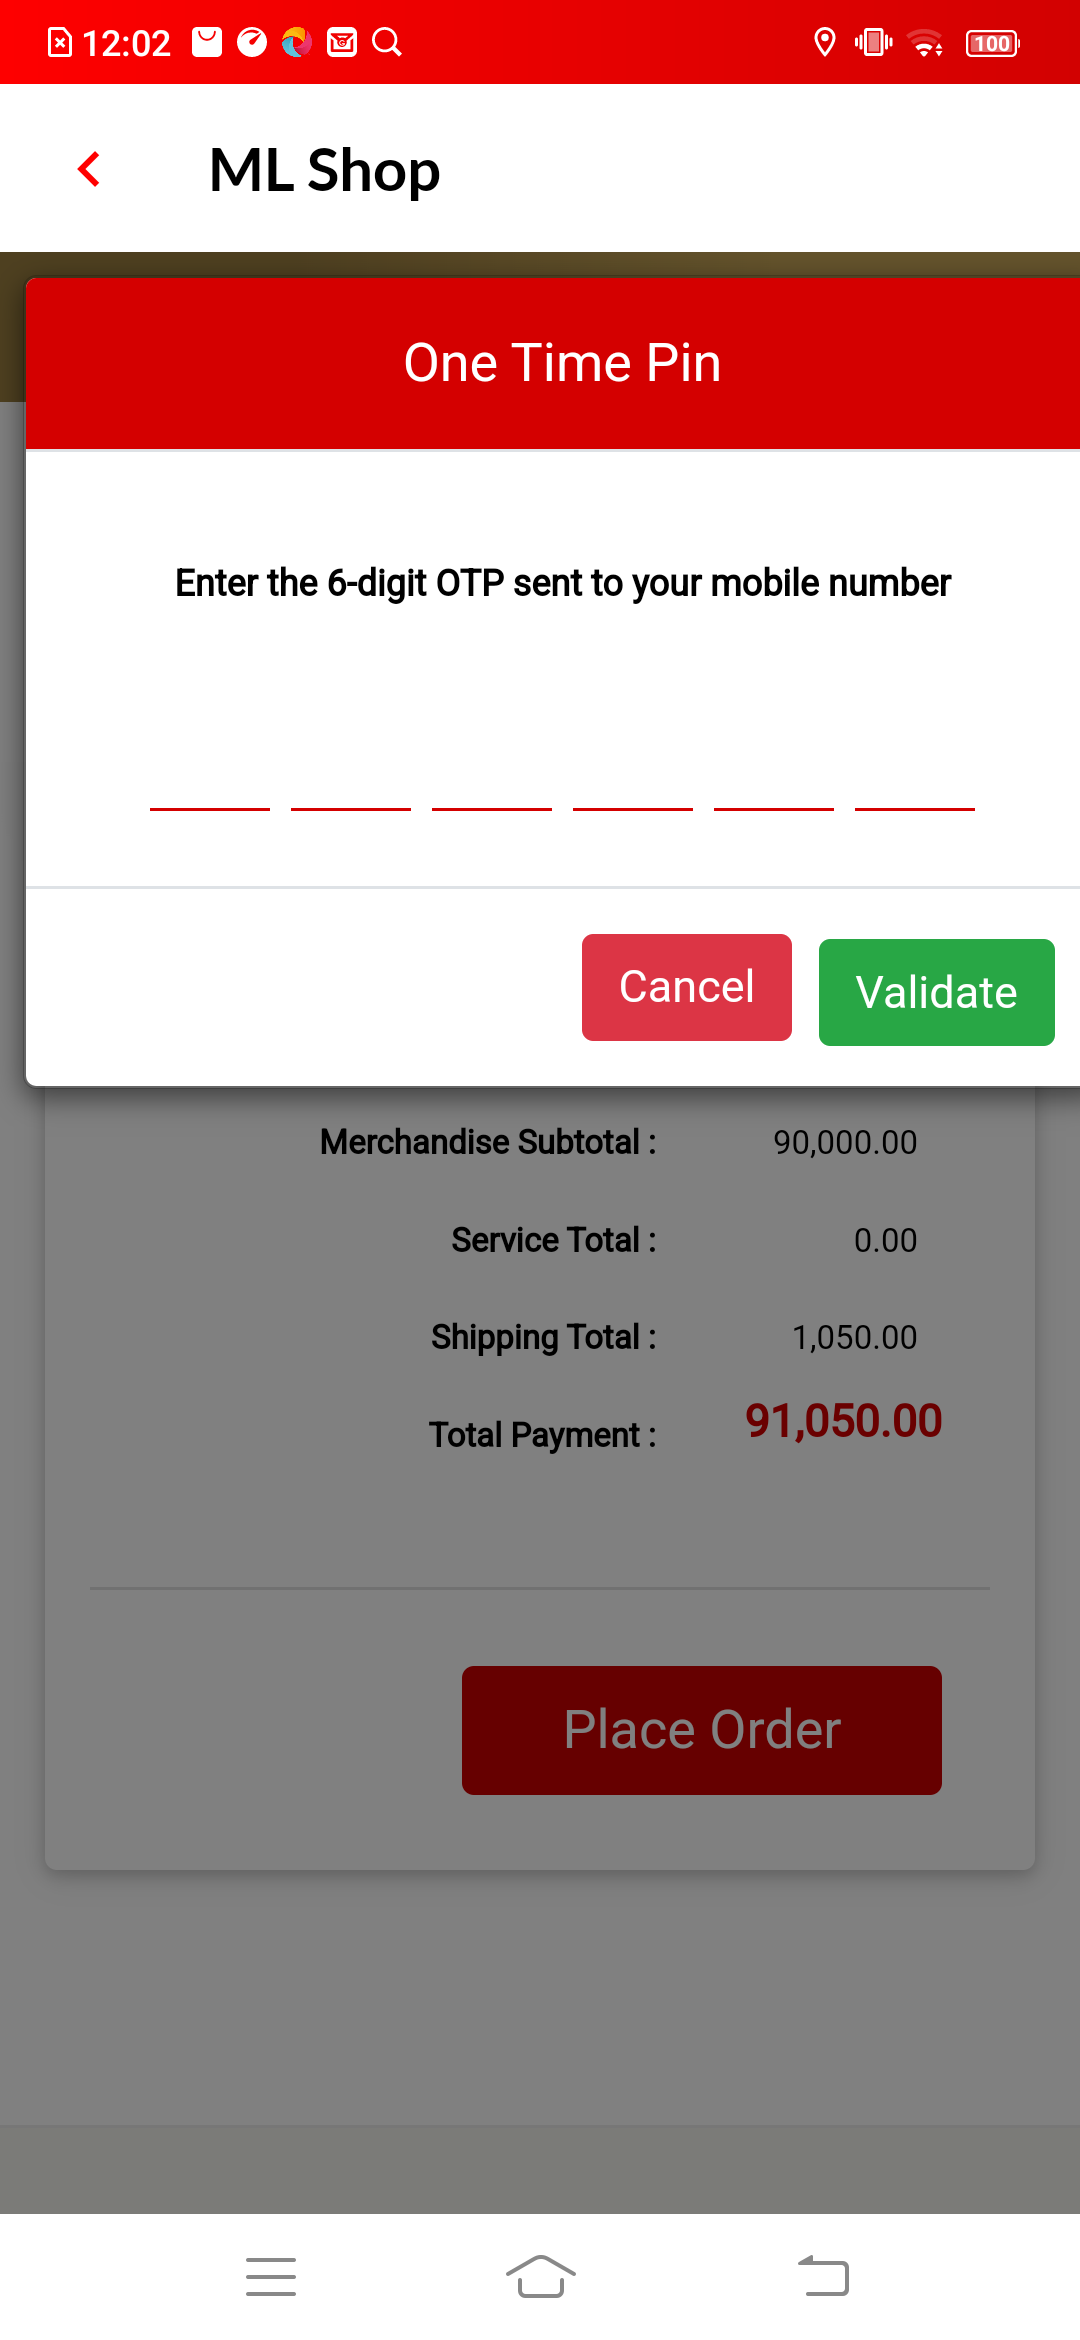 12:02
100
ML Shop
One Time Pin
Enter the 6-digit OTP sent to your mobile number
Cancel
Validate
Merchandise Subtotal : 90,000.00
Service Total : 0.00
Shipping Total : 1,050.00
Total Payment : 91,050.00
Place Order